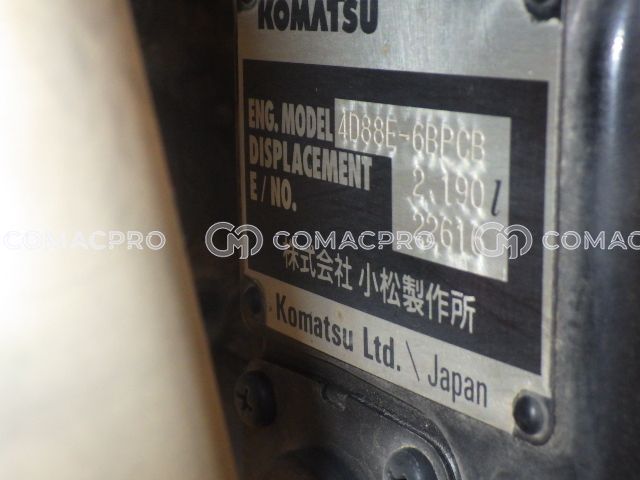 KOMATSU
ENG. MODEL 4D88E-6BPCB
DISPLACEMENT 2.190 l
E / NO.
COMACPRO COMACPRO COMAC
株式会社 小松製作所
Komatsu Ltd. \ Japan